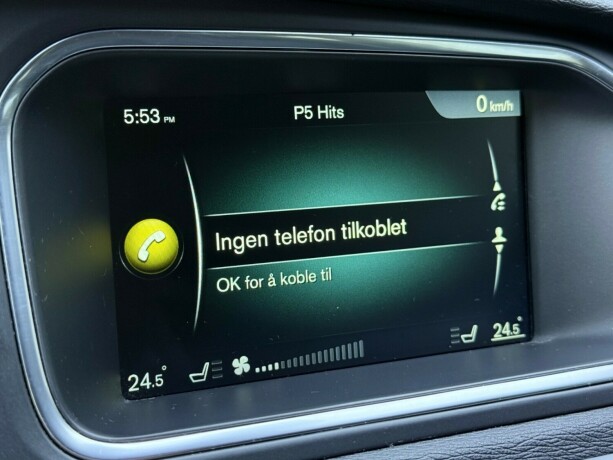 5:53 PM
P5 Hits
0 km/h
Ingen telefon tilkoblet
OK for å koble til
24.5°
24.5°